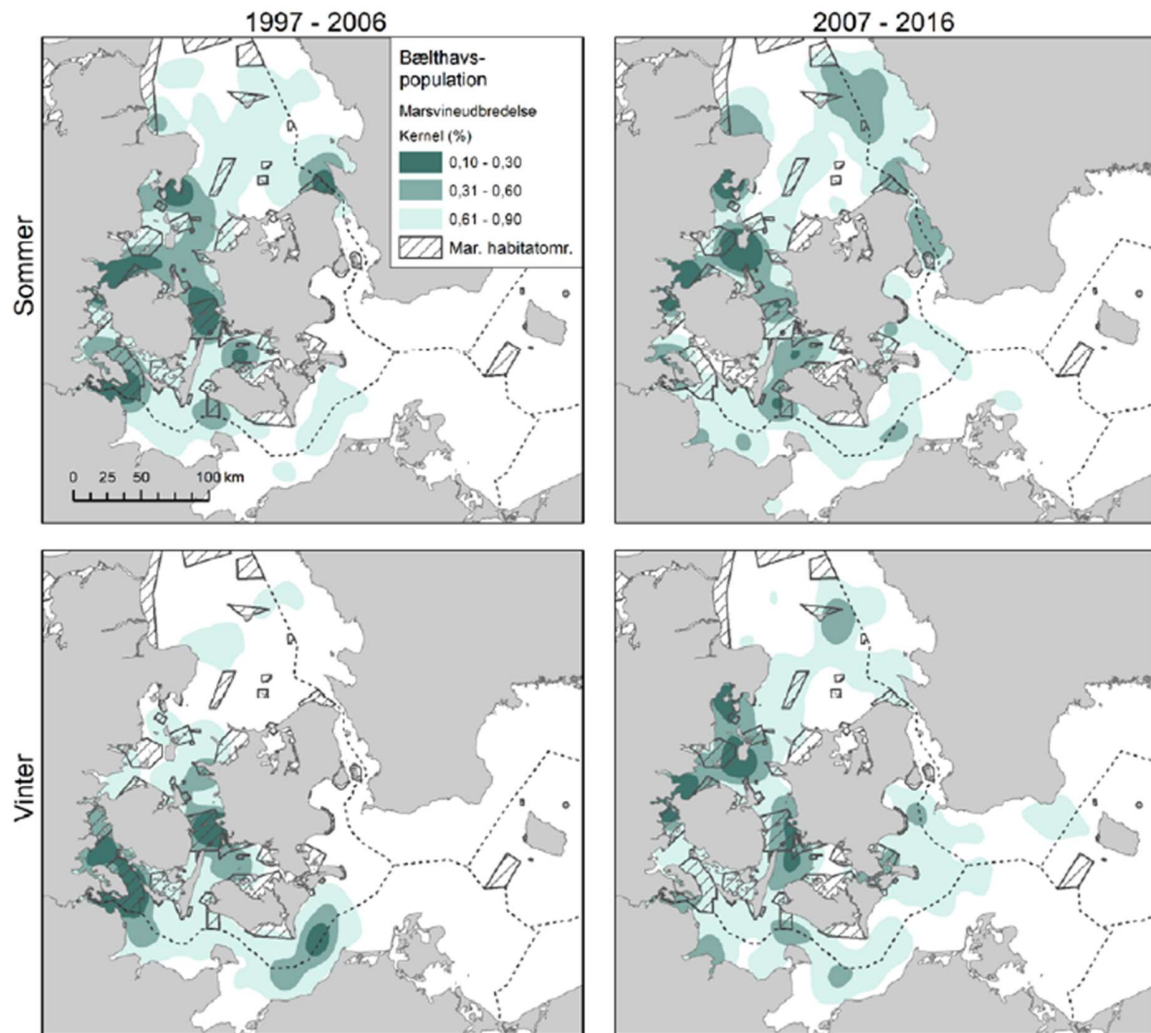 1997 - 2006
2007 - 2016
Sommer
Bælthavs-
population
Marsvineudbredelse
Kernel (%)
0,10 - 0,30
0,31 - 0,60
0,61 - 0,90
Mar. habitatomr.
0 25 50 100 km
Vinter